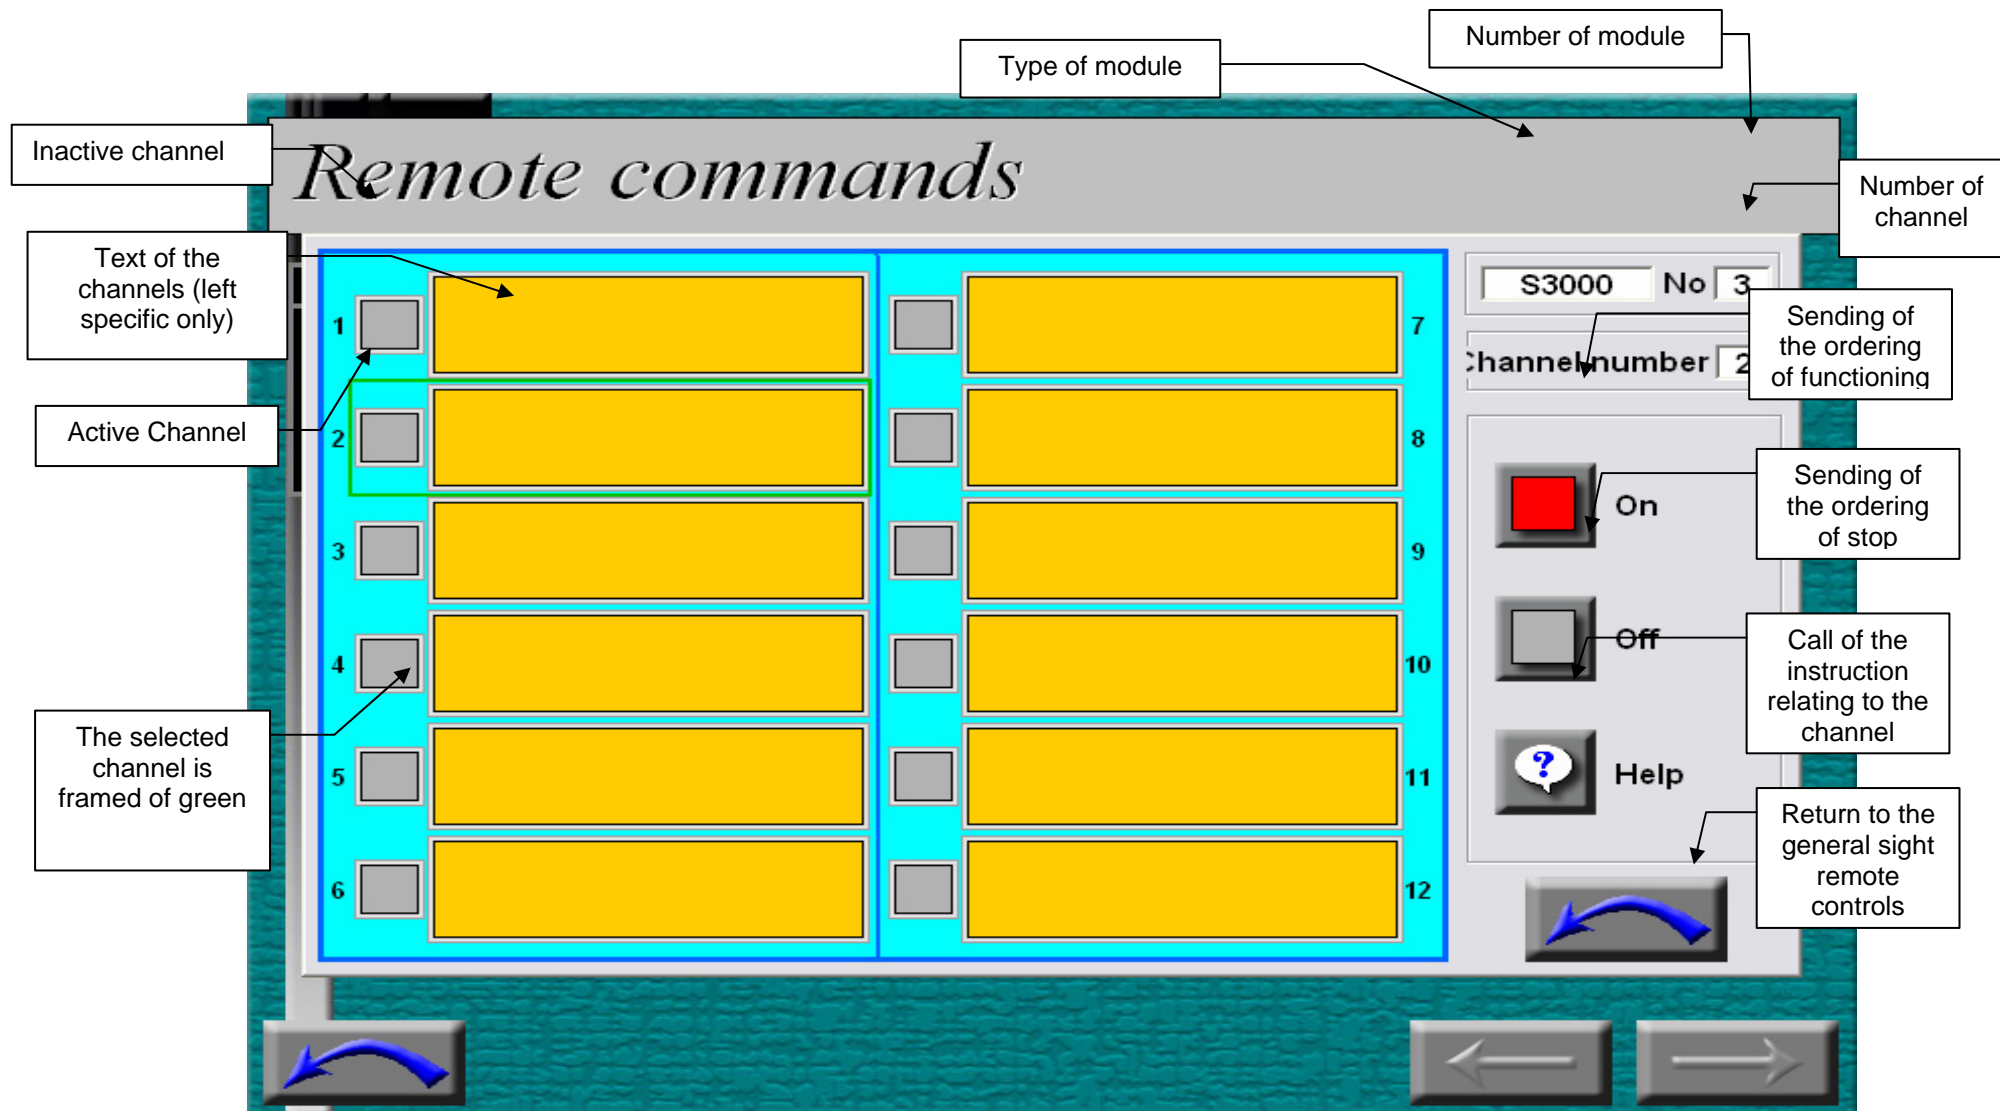 Number of module
Type of module
Inactive channel
Remote commands
Number of
channel
Text of the
channels (left
specific only)
S3000 No 3
Sending of
the ordering
of functioning
Channel number 2
1
7
Active Channel
2
8
Sending of
the ordering
of stop
On
3
9
Off
Call of the
instruction
relating to the
channel
4
10
The selected
channel is
framed of green
5
11
Help
Return to the
general sight
remote
controls
6
12